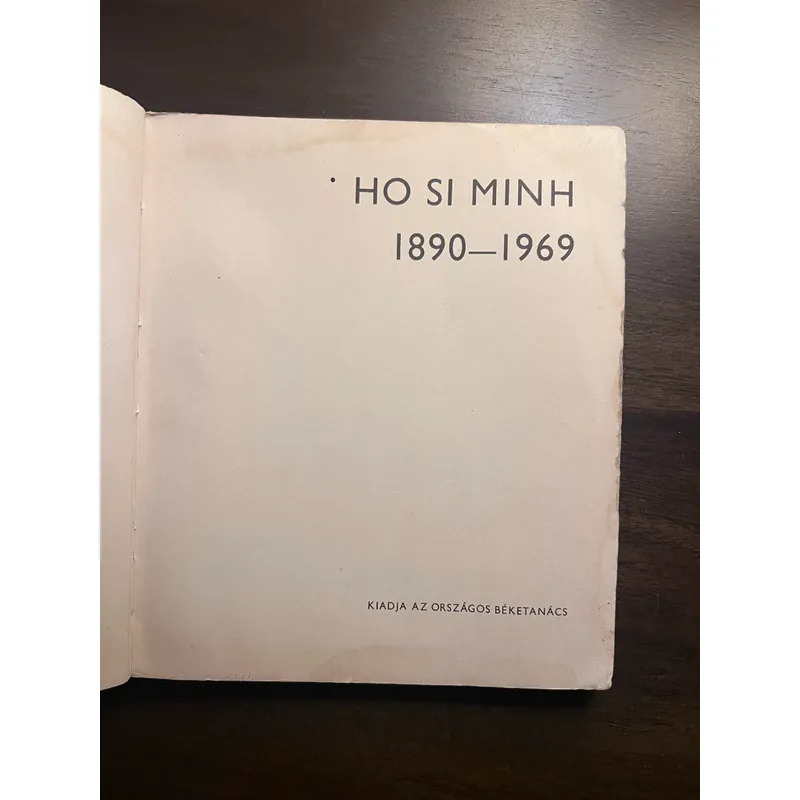 HO SI MINH
1890—1969
KIADJA AZ ORSZÁGOS BÉKETANÁCS